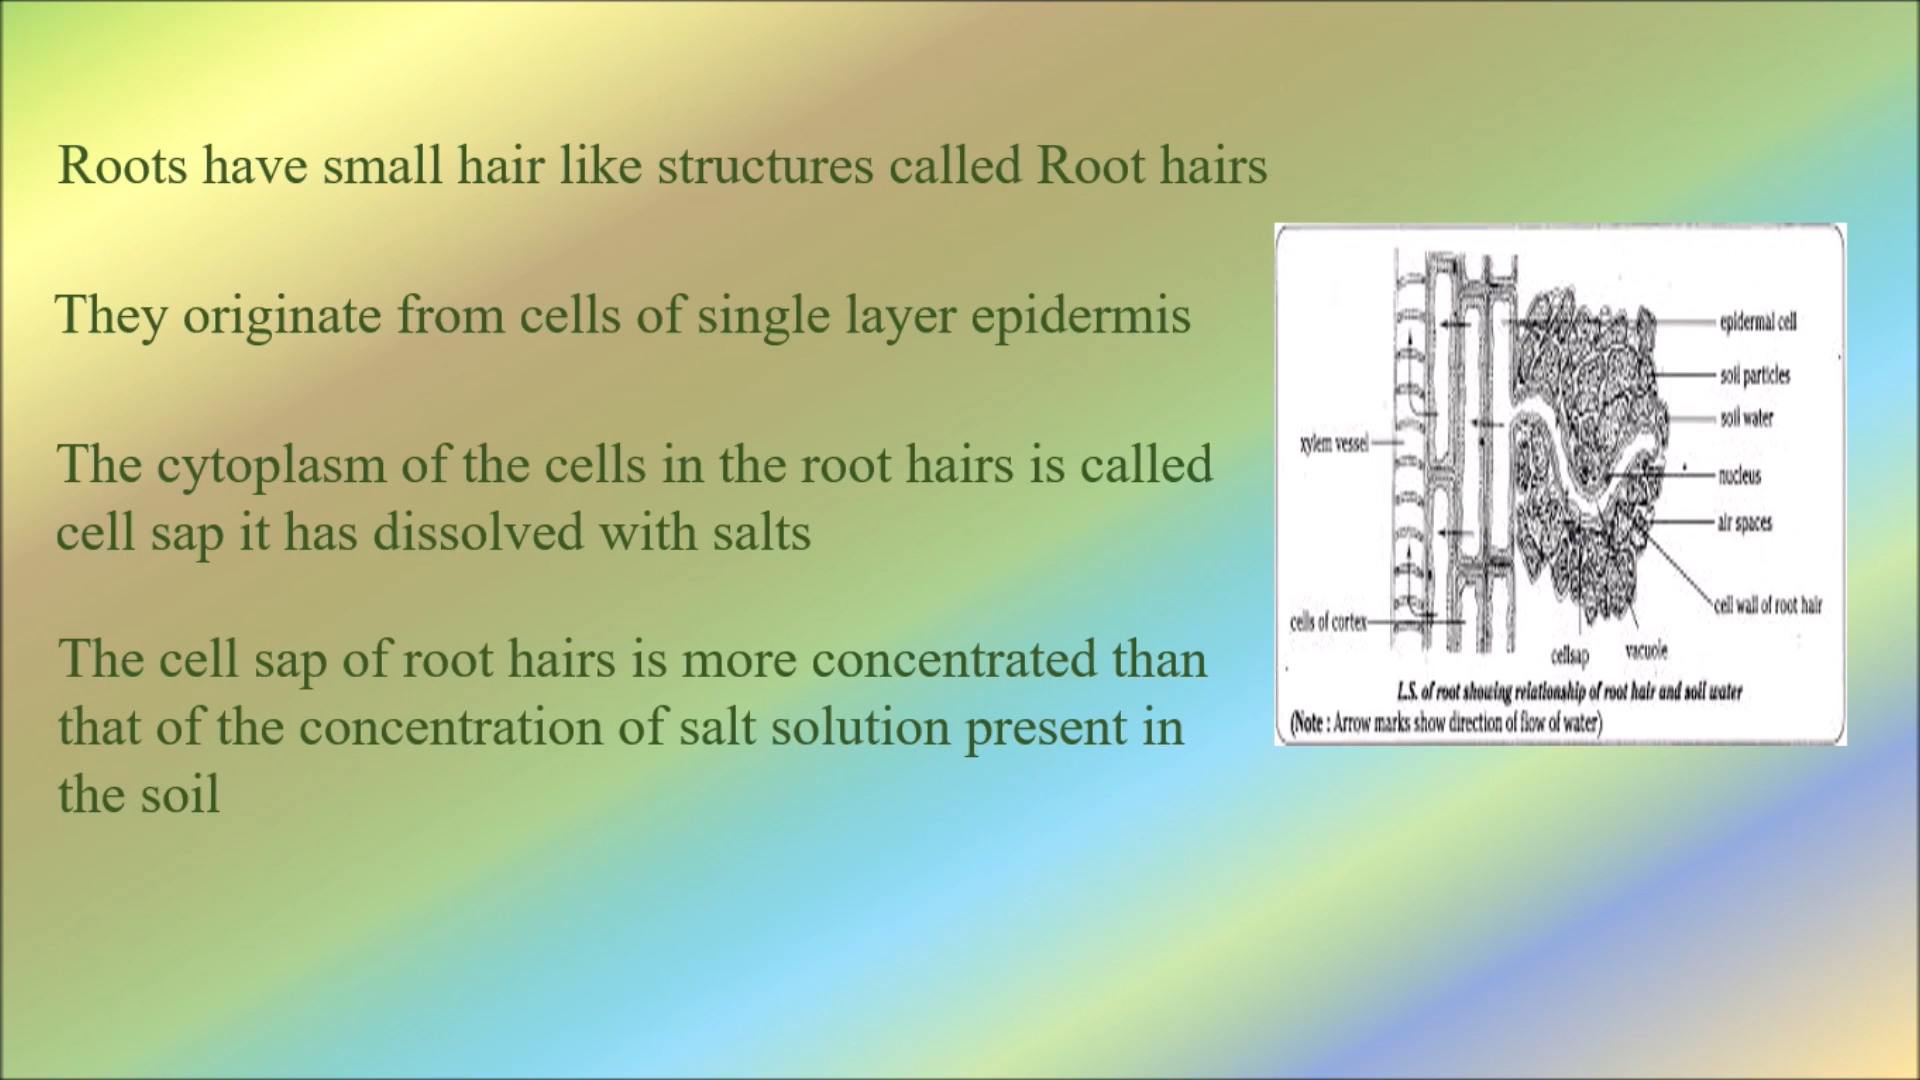 Roots have small hair like structures called Root hairs
They originate from cells of single layer epidermis
The cytoplasm of the cells in the root hairs is called
cell sap it has dissolved with salts
The cell sap of root hairs is more concentrated than
that of the concentration of salt solution present in
the soil
epidermal cell
soil particles
soil water
xylem vessel
nucleus
air spaces
cell wall of root hair
cells of cortex
vacuole
cellsap
L.S. of root showing relationship of root hair and soil water
(Note : Arrow marks show direction of flow of water)